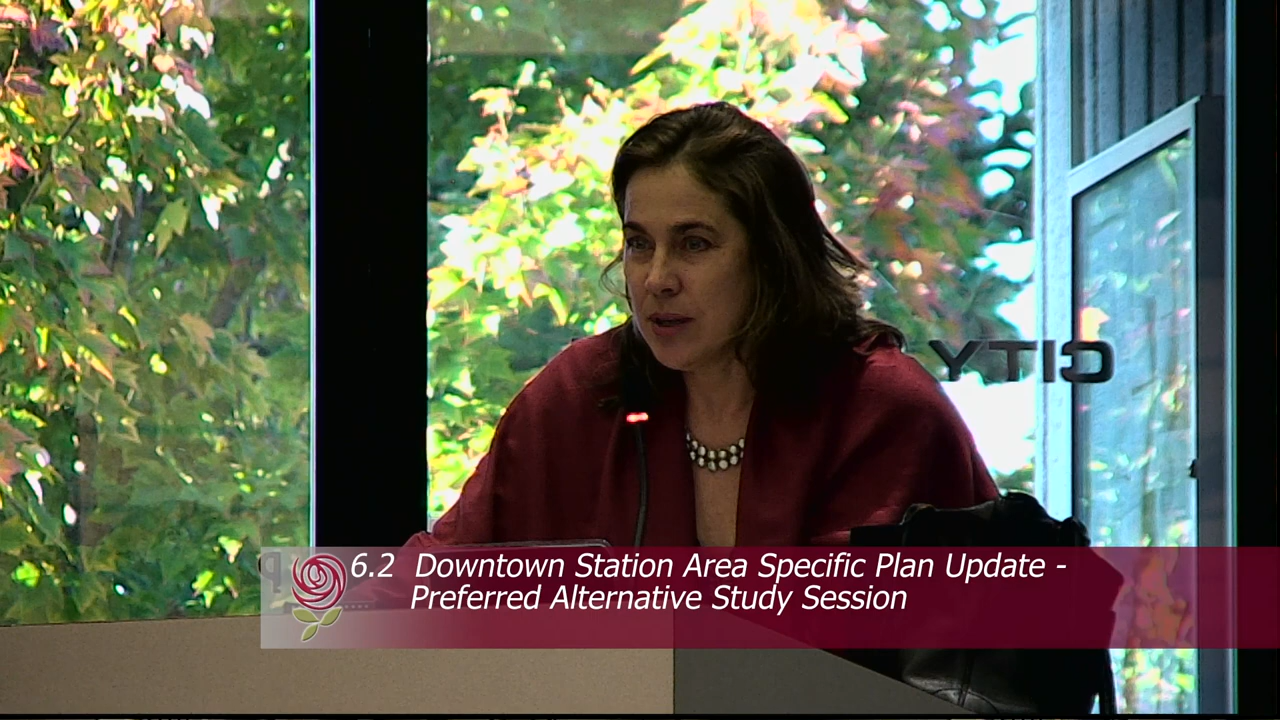 CITY
6.2 Downtown Station Area Specific Plan Update -
Preferred Alternative Study Session